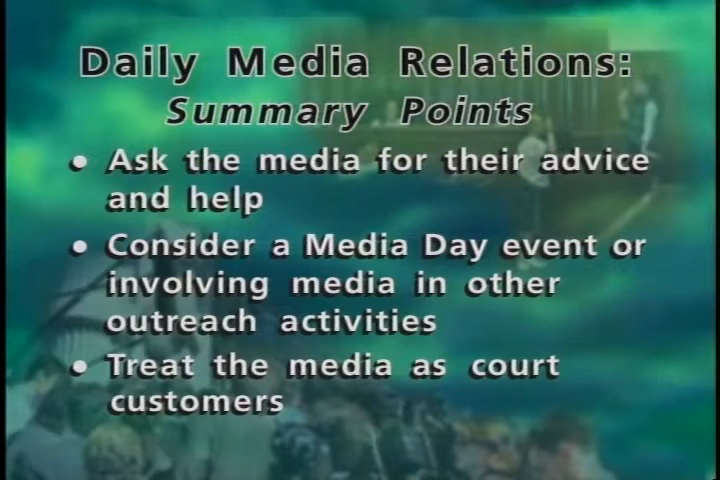 Daily Media Relations:
Summary Points
• Ask the media for their advice
and help
• Consider a Media Day event or
involving media in other
outreach activities
• Treat the media as court
customers